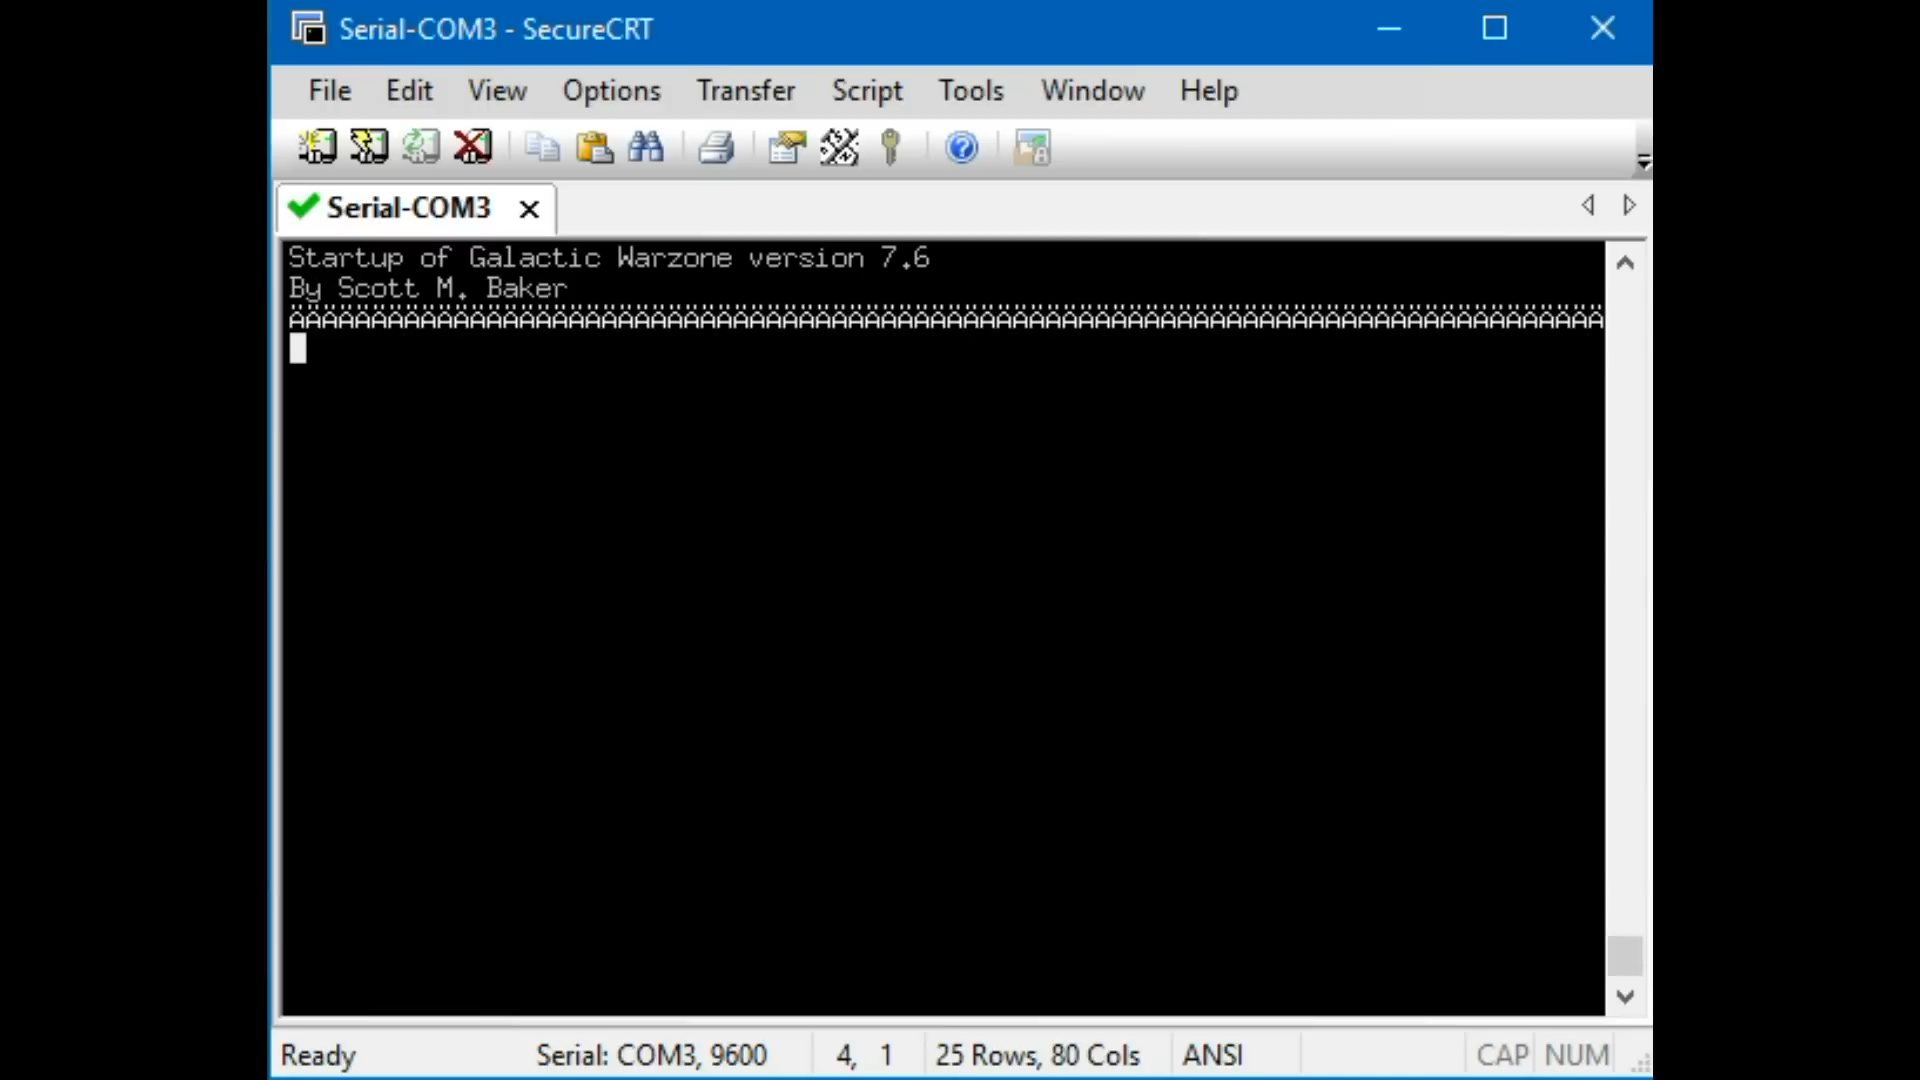 Serial-COM3 - SecureCRT
File Edit View Options Transfer Script Tools Window Help
Serial-COM3
Startup of Galactic Warzone version 7.6
By Scott M. Baker
ÄÄÄÄÄÄÄÄÄÄÄÄÄÄÄÄÄÄÄÄÄÄÄÄÄÄÄÄÄÄÄÄÄÄÄÄÄÄÄÄÄÄÄÄÄÄÄÄÄÄÄÄÄÄÄÄÄÄÄÄÄÄÄÄÄÄÄÄÄÄÄÄÄÄÄÄÄÄÄÄ
Ready Serial: COM3, 9600 4, 1 25 Rows, 80 Cols ANSI CAP NUM